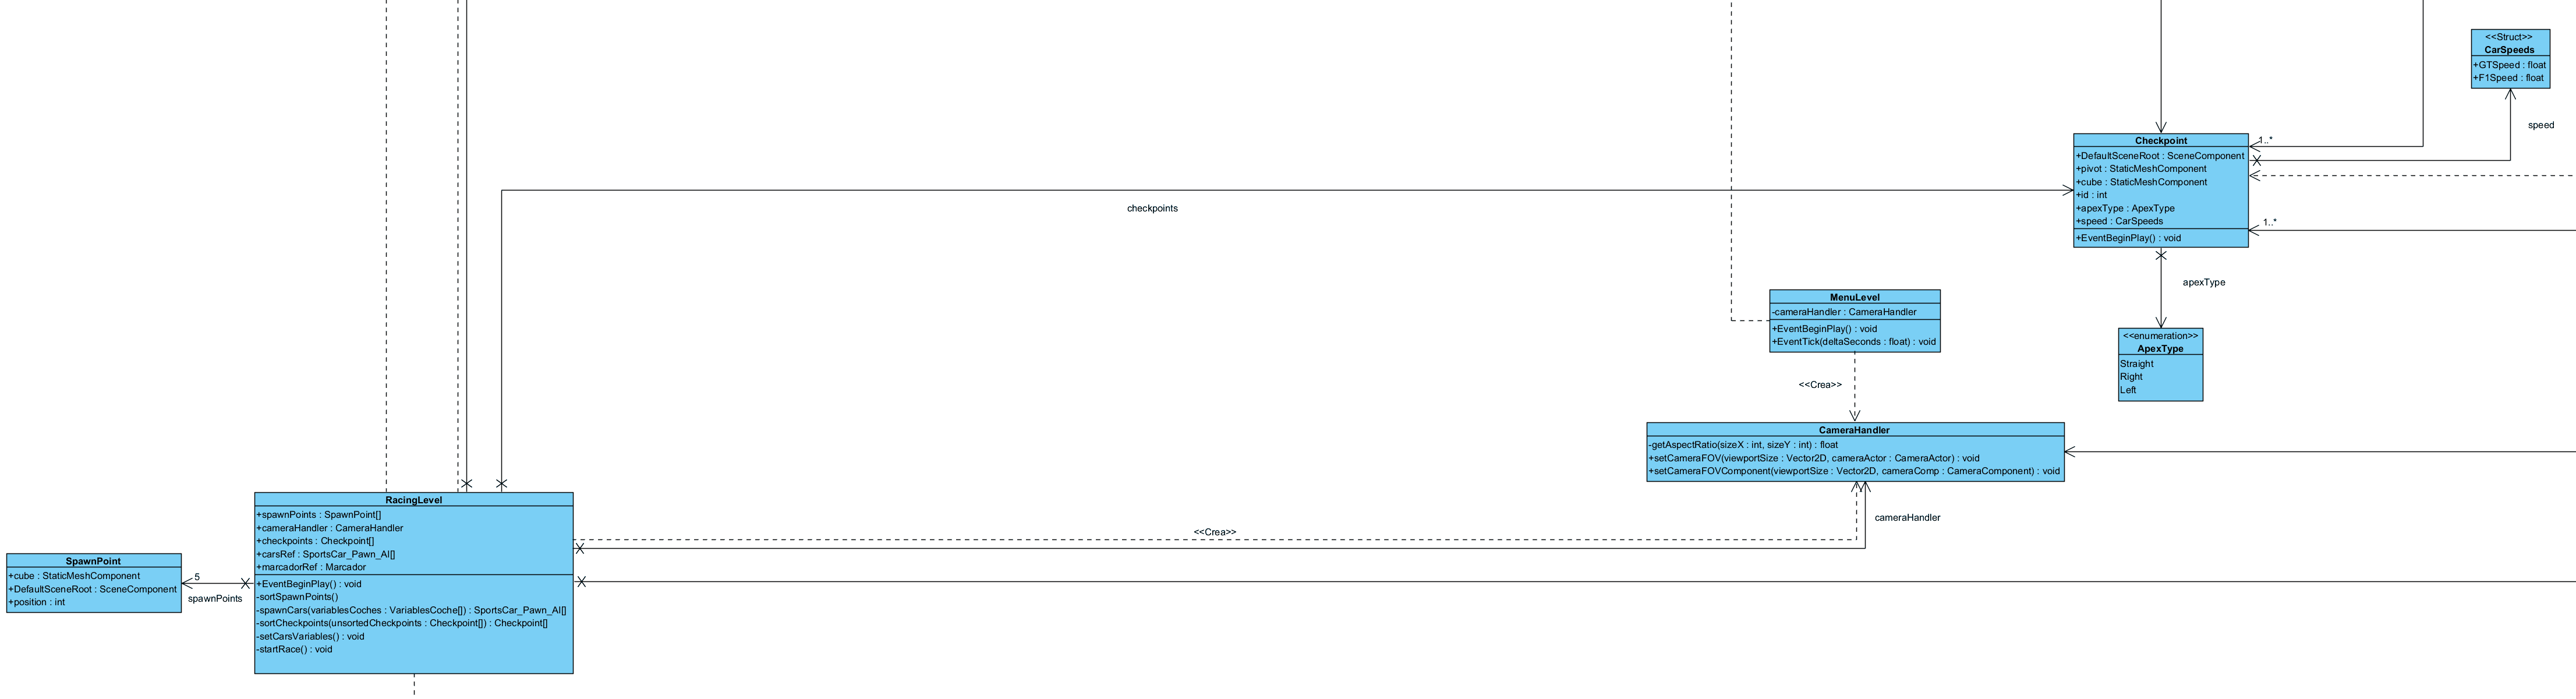 <<Struct>>
CarSpeeds
+GTSpeed : float
+F1Speed : float
speed
1..*
Checkpoint
+DefaultSceneRoot : SceneComponent
+pivot : StaticMeshComponent
+cube : StaticMeshComponent
+id : int
+apexType : ApexType
+speed : CarSpeeds
+EventBeginPlay() : void
1..*
checkpoints
apexType
<<enumeration>>
ApexType
Straight
Right
Left
MenuLevel
-cameraHandler : CameraHandler
+EventBeginPlay() : void
+EventTick(deltaSeconds : float) : void
<<Crea>>
CameraHandler
-getAspectRatio(sizeX : int, sizeY : int) : float
+setCameraFOV(viewportSize : Vector2D, cameraActor : CameraActor) : void
+setCameraFOVComponent(viewportSize : Vector2D, cameraComp : CameraComponent) : void
cameraHandler
<<Crea>>
RacingLevel
+spawnPoints : SpawnPoint[]
+cameraHandler : CameraHandler
+checkpoints : Checkpoint[]
+carsRef : SportsCar_Pawn_AI[]
+marcadorRef : Marcador
+EventBeginPlay() : void
-sortSpawnPoints()
-spawnCars(variablesCoches : VariablesCoche[]) : SportsCar_Pawn_AI[]
-sortCheckpoints(unsortedCheckpoints : Checkpoint[]) : Checkpoint[]
-setCarsVariables() : void
-startRace() : void
SpawnPoint
+cube : StaticMeshComponent
+DefaultSceneRoot : SceneComponent
+position : int
5
spawnPoints